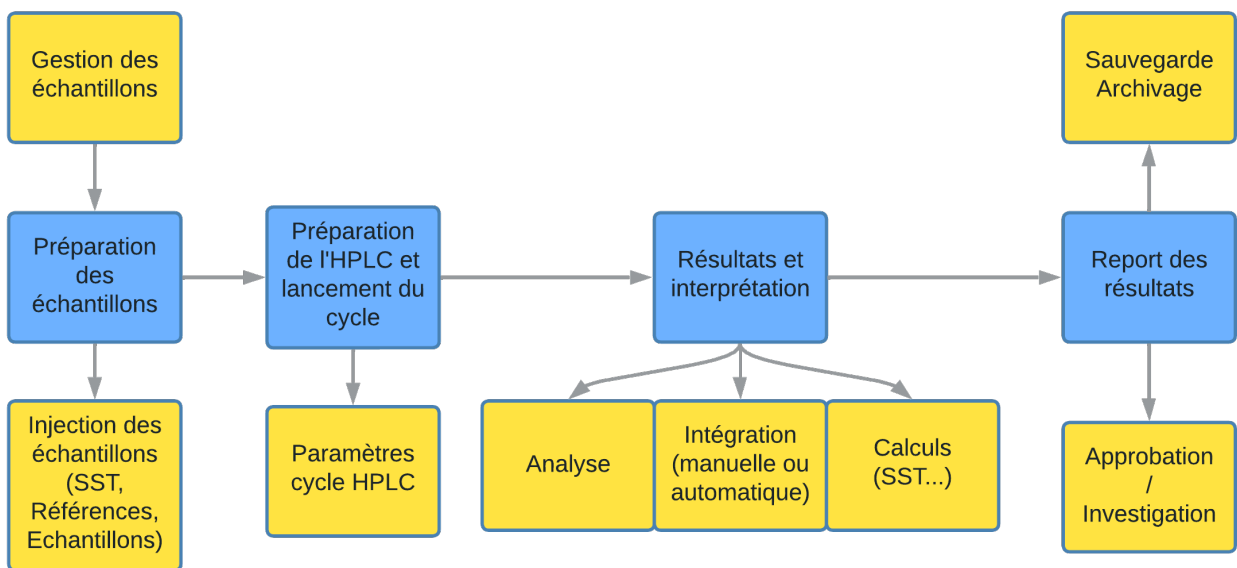 Gestion des
échantillons
Sauvegarde
Archivage
Préparation
des
échantillons
Préparation
de l'HPLC et
lancement du
cycle
Résultats et
interprétation
Report des
résultats
Injection des
échantillons
(SST,
Références,
Echantillons)
Paramètres
cycle HPLC
Analyse
Intégration
(manuelle ou
automatique)
Calculs
(SST...)
Approbation
/
Investigation